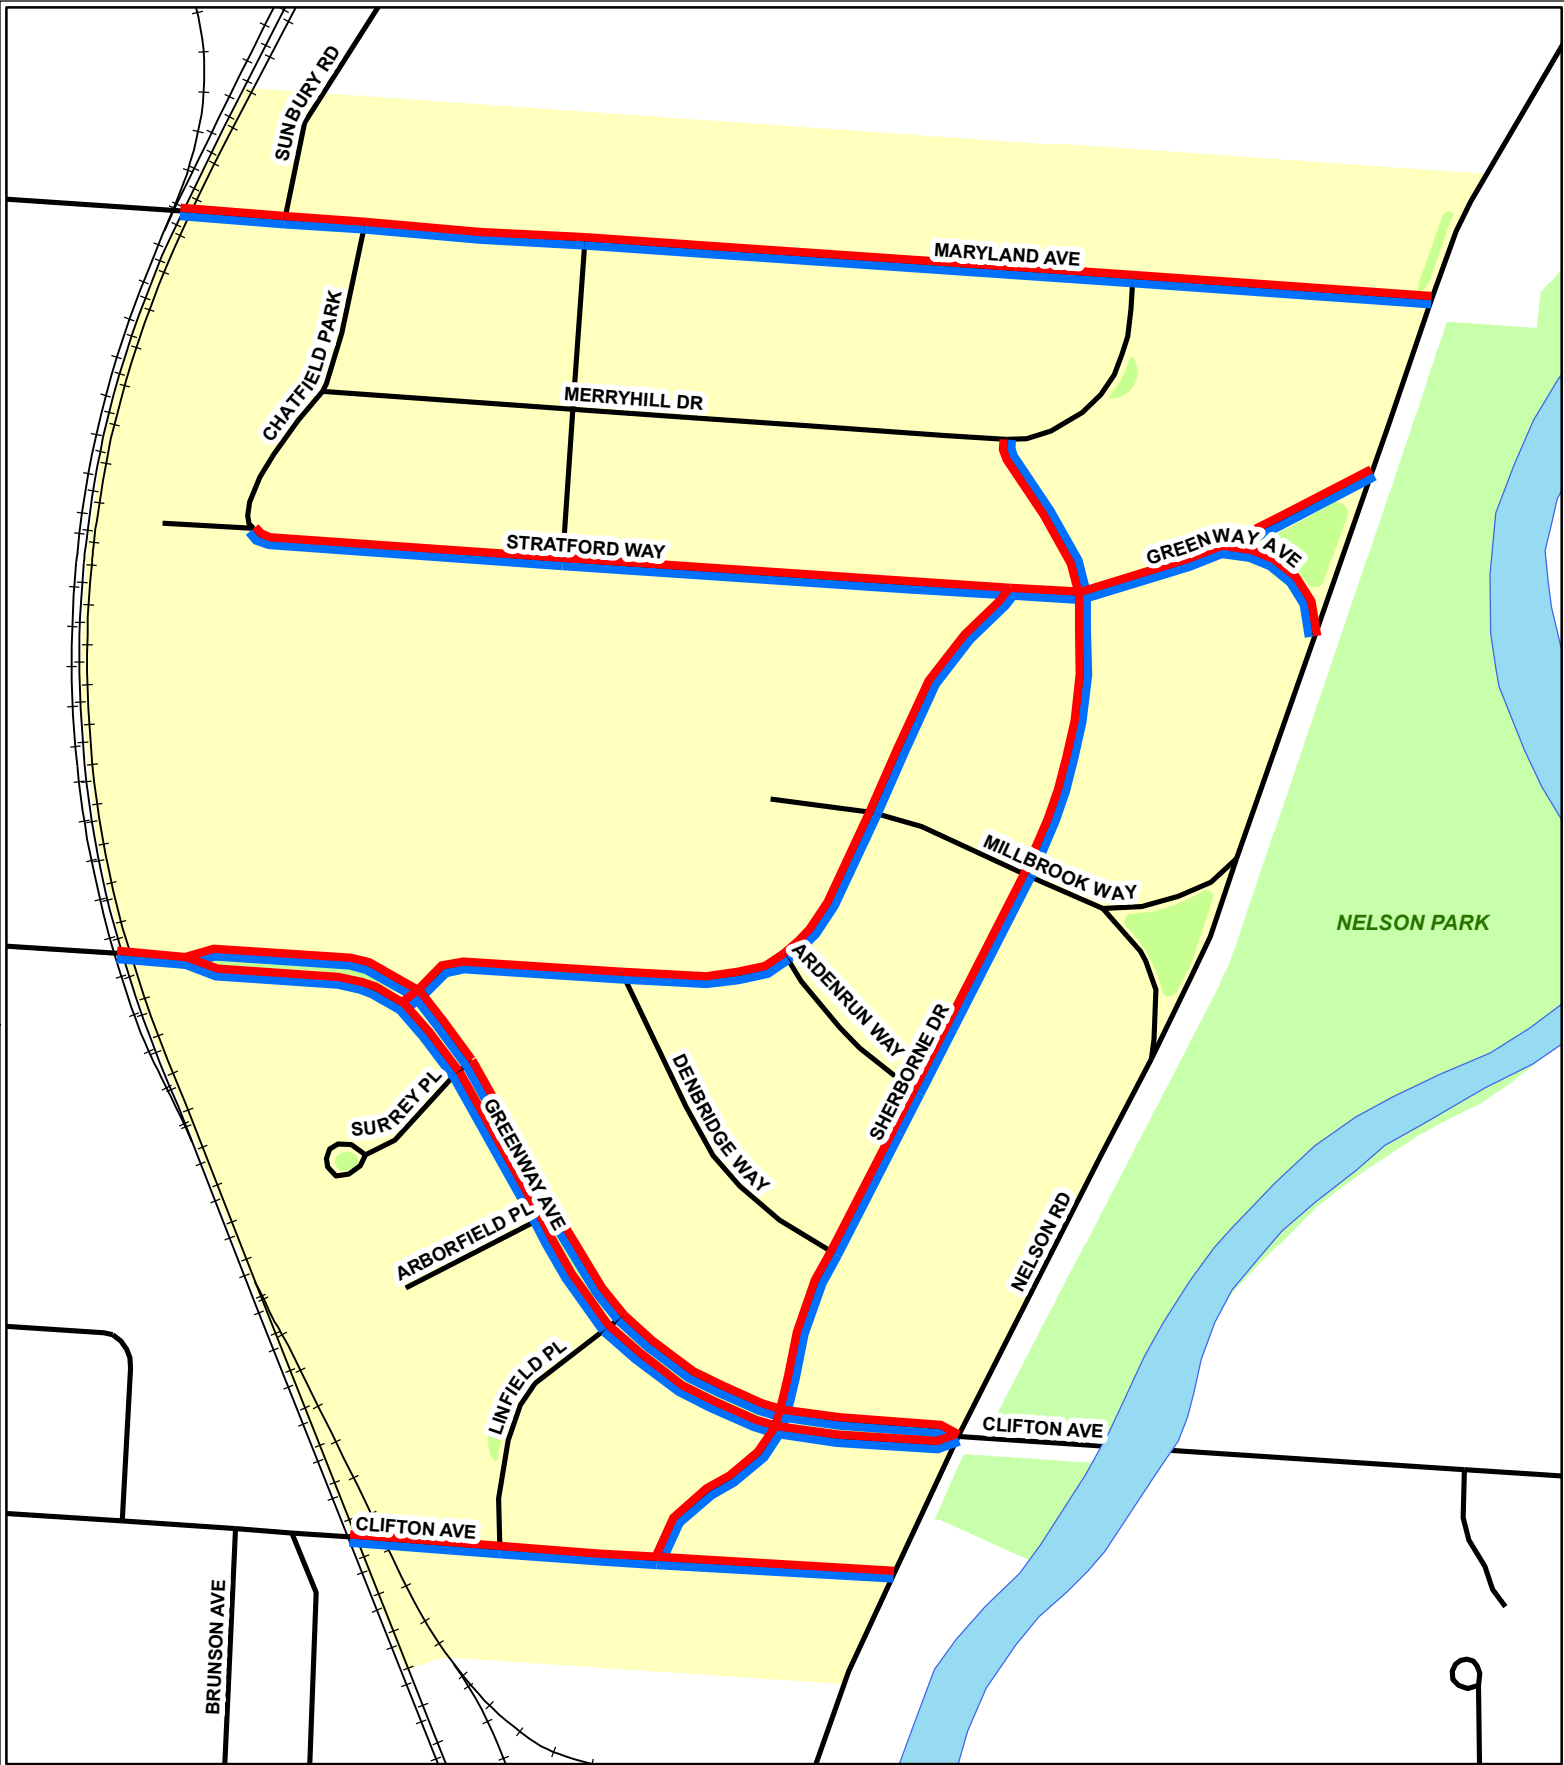 SUNBURY RD
MARYLAND AVE
CHATFIELD PARK
MERRYHILL DR
STRATFORD WAY
GREENWAY AVE
MILLBROOK WAY
NELSON PARK
ARDENRUN WAY
SHERBORNE DR
DENBRIDGE WAY
SURREY PL
GREENWAY AVE
ARBORFIELD PL
NELSON RD
LINFIELD PL
CLIFTON AVE
CLIFTON AVE
BRUNSON AVE